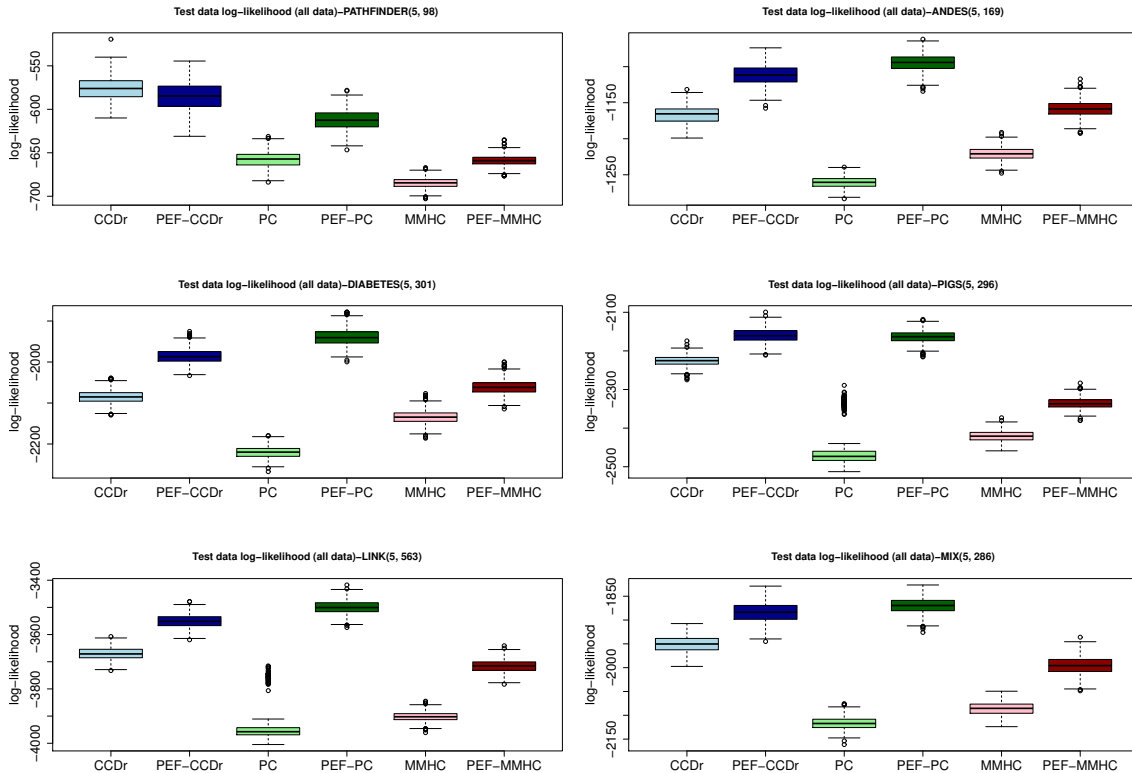 Test data log−likelihood (all data)−PATHFINDER(5, 98)
log−likelihood
−550
−600
−650
−700
CCDr PEF−CCDr PC PEF−PC MMHC PEF−MMHC
Test data log−likelihood (all data)−ANDES(5, 169)
log−likelihood
−1150
−1250
CCDr PEF−CCDr PC PEF−PC MMHC PEF−MMHC
Test data log−likelihood (all data)−DIABETES(5, 301)
log−likelihood
−2000
−2200
CCDr PEF−CCDr PC PEF−PC MMHC PEF−MMHC
Test data log−likelihood (all data)−PIGS(5, 296)
log−likelihood
−2100
−2300
−2500
CCDr PEF−CCDr PC PEF−PC MMHC PEF−MMHC
Test data log−likelihood (all data)−LINK(5, 563)
log−likelihood
−3400
−3600
−3800
−4000
CCDr PEF−CCDr PC PEF−PC MMHC PEF−MMHC
Test data log−likelihood (all data)−MIX(5, 286)
log−likelihood
−1850
−2000
−2150
CCDr PEF−CCDr PC PEF−PC MMHC PEF−MMHC